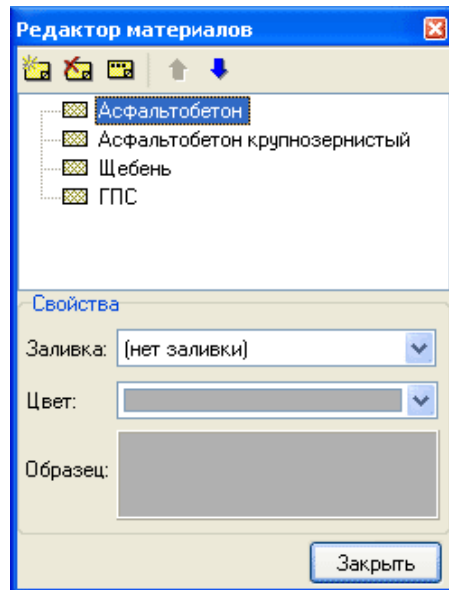 Редактор материалов
Асфальтобетон
Асфальтобетон крупнозернистый
Щебень
ГПС
Свойства
Заливка: (нет заливки)
Цвет:
Образец:
Закрыть